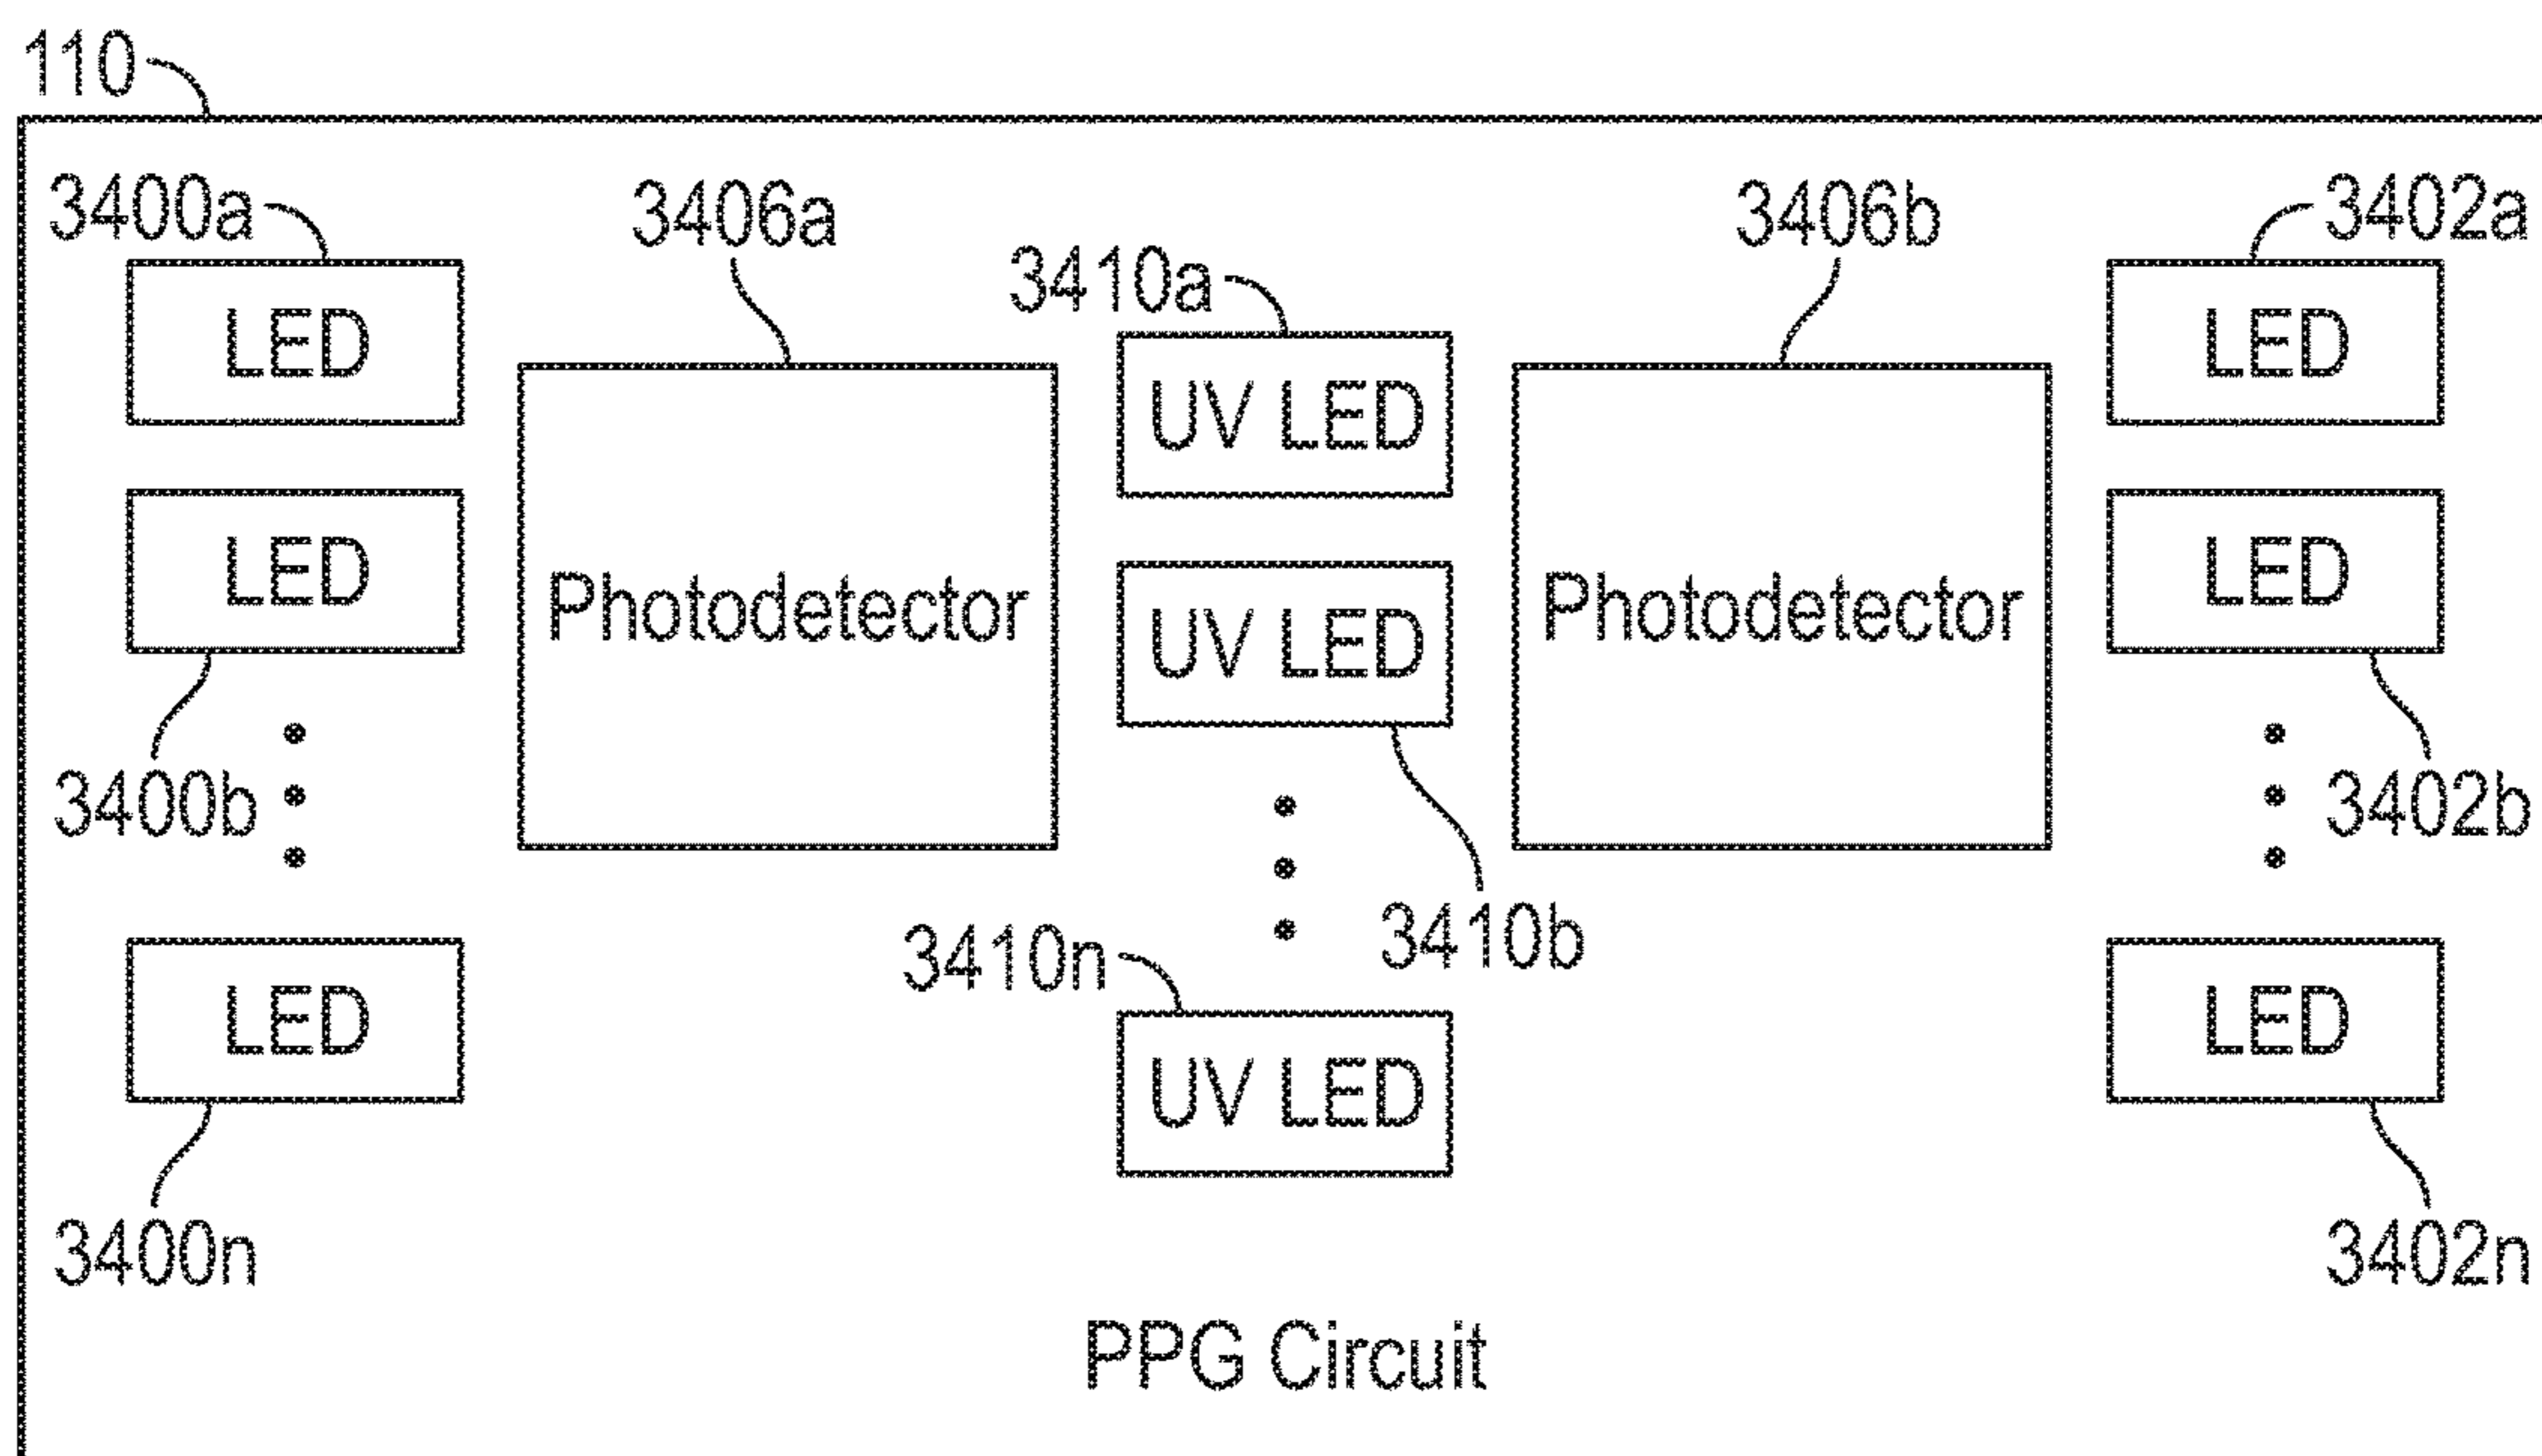 110
3400a
3406a
3406b
3402a
3410a
LED
LED
UV LED
LED
LED
Photodetector
UV LED
Photodetector
3400b
3402b
3410b
3410n
LED
LED
UV LED
3400n
3402n
PPG Circuit